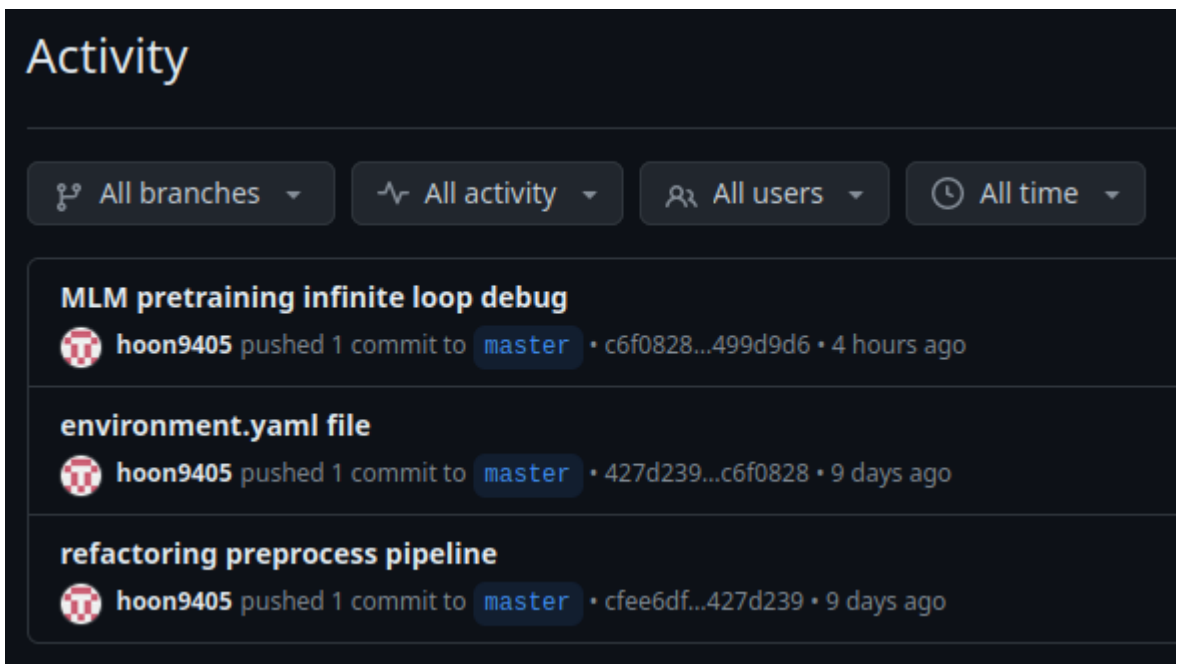 Activity
All branches All activity All users All time
MLM pretraining infinite loop debug
hoon9405 pushed 1 commit to master • c6f0828...499d9d6 • 4 hours ago
environment.yaml file
hoon9405 pushed 1 commit to master • 427d239...c6f0828 • 9 days ago
refactoring preprocess pipeline
hoon9405 pushed 1 commit to master • cfee6df...427d239 • 9 days ago